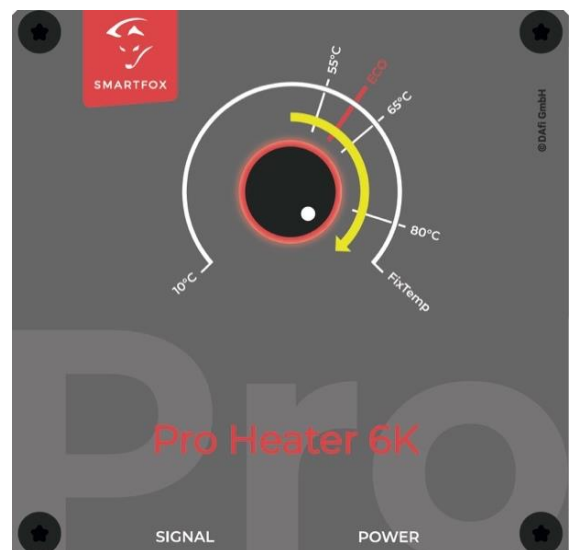 SMARTFOX
55°C
ECO
65°C
© DAfi GmbH
80°C
10°C
FixTemp
Pro
Pro Heater 6K
SIGNAL
POWER